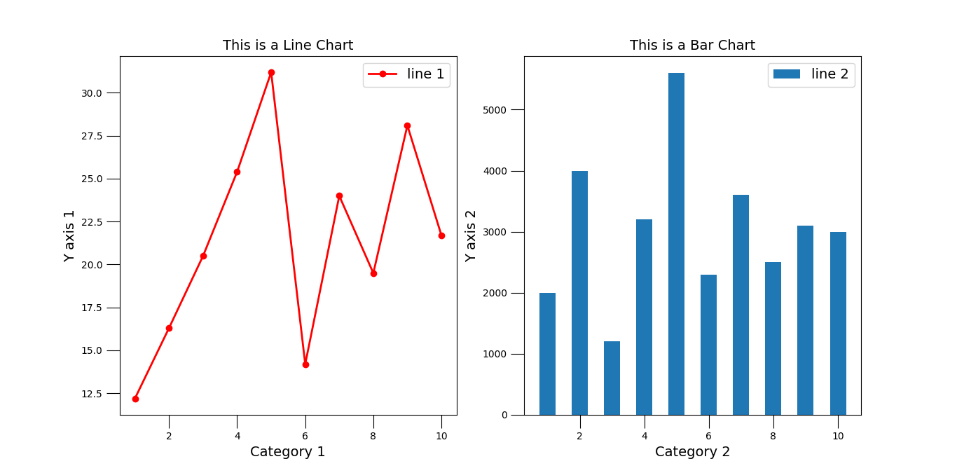 This is a Line Chart
line 1
30.0
27.5
25.0
22.5
20.0
17.5
15.0
12.5
Y axis 1
2 4 6 8 10
Category 1
This is a Bar Chart
line 2
5000
4000
3000
2000
1000
0
Y axis 2
2 4 6 8 10
Category 2